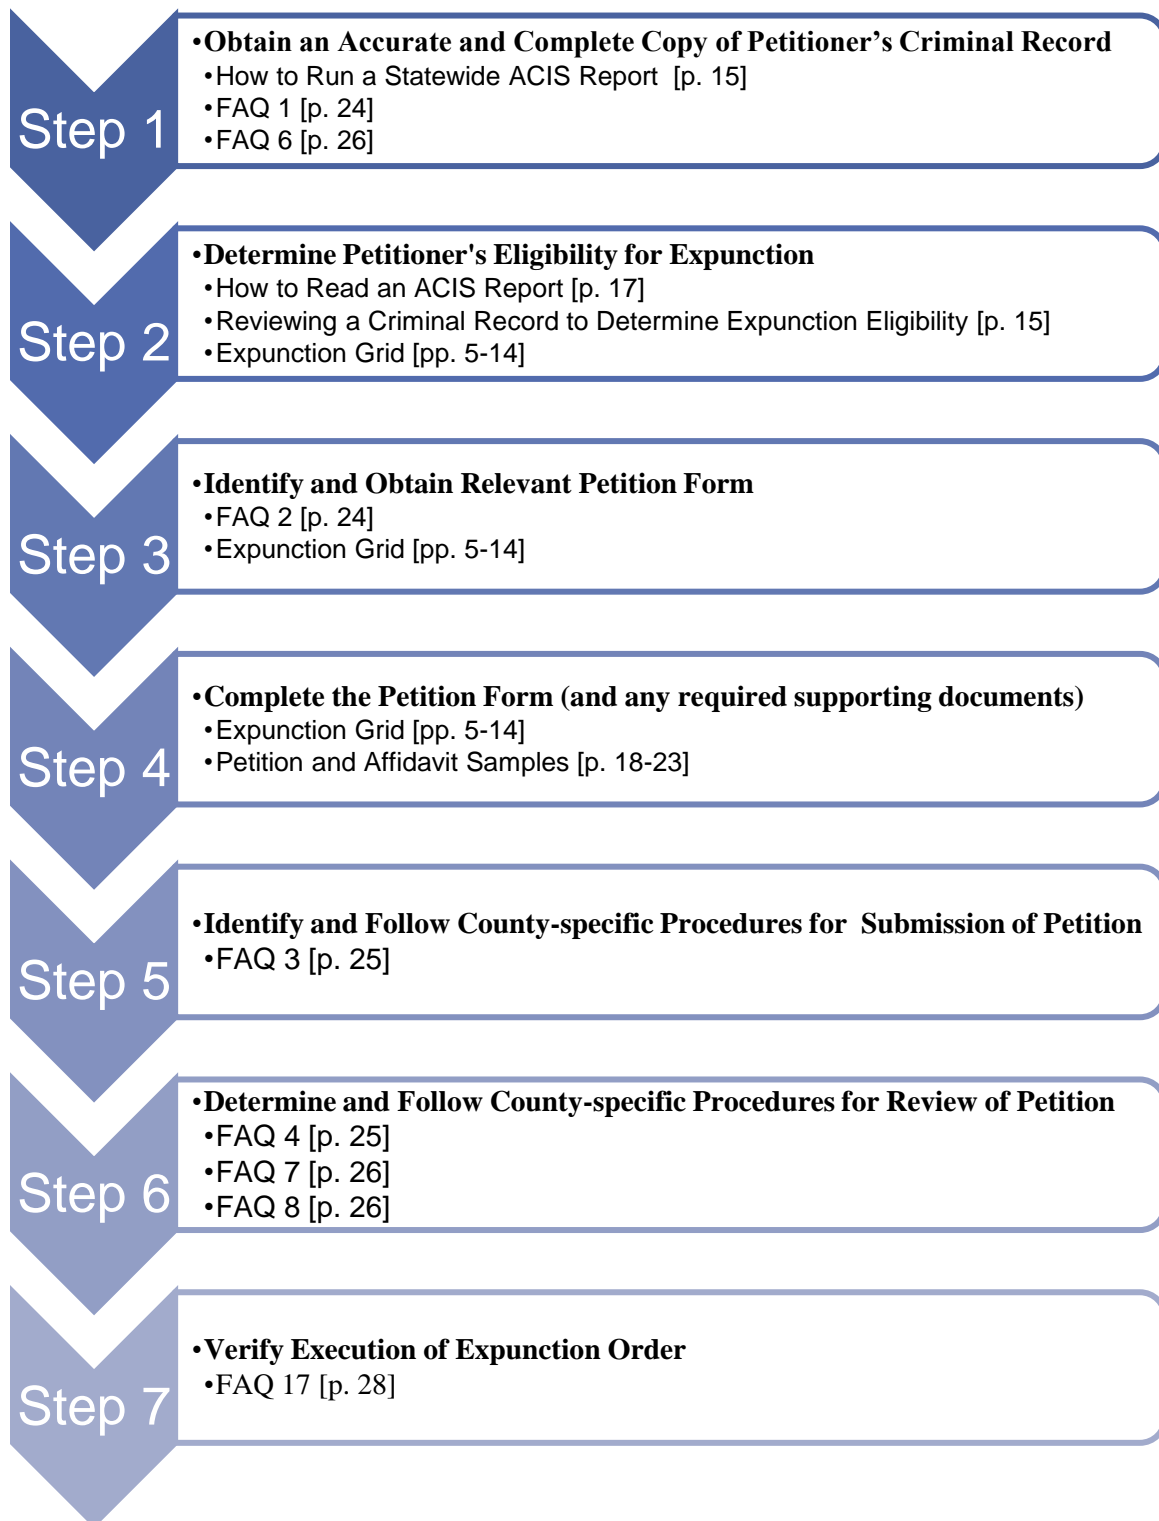 Step 1
•Obtain an Accurate and Complete Copy of Petitioner’s Criminal Record
•How to Run a Statewide ACIS Report [p. 15]
•FAQ 1 [p. 24]
•FAQ 6 [p. 26]
Step 2
•Determine Petitioner's Eligibility for Expunction
•How to Read an ACIS Report [p. 17]
•Reviewing a Criminal Record to Determine Expunction Eligibility [p. 15]
•Expunction Grid [pp. 5-14]
Step 3
•Identify and Obtain Relevant Petition Form
•FAQ 2 [p. 24]
•Expunction Grid [pp. 5-14]
Step 4
•Complete the Petition Form (and any required supporting documents)
•Expunction Grid [pp. 5-14]
•Petition and Affidavit Samples [p. 18-23]
Step 5
•Identify and Follow County-specific Procedures for Submission of Petition
•FAQ 3 [p. 25]
Step 6
•Determine and Follow County-specific Procedures for Review of Petition
•FAQ 4 [p. 25]
•FAQ 7 [p. 26]
•FAQ 8 [p. 26]
Step 7
•Verify Execution of Expunction Order
•FAQ 17 [p. 28]